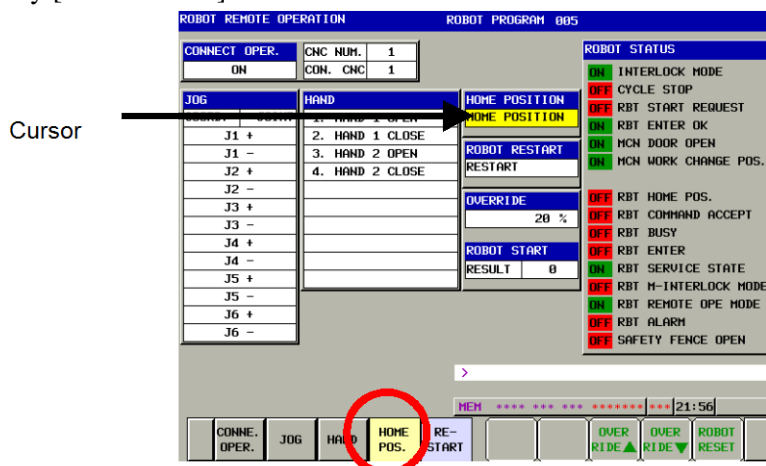 ROBOT REMOTE OPERATION ROBOT PROGRAM 005
CONNECT OPER.
ON
CNC NUM. 1
CON. CNC 1
JOG
J1 +
J1 -
J2 +
J2 -
J3 +
J3 -
J4 +
J4 -
J5 +
J5 -
J6 +
J6 -
HAND
1. HAND 1 OPEN
2. HAND 1 CLOSE
3. HAND 2 OPEN
4. HAND 2 CLOSE
HOME POSITION
HOME POSITION
ROBOT RESTART
RESTART
OVERRIDE
20 %
ROBOT START
RESULT 0
ROBOT STATUS
ON INTERLOCK MODE
OFF CYCLE STOP
OFF RBT START REQUEST
ON RBT ENTER OK
ON MCN DOOR OPEN
ON MCN WORK CHANGE POS.
OFF RBT HOME POS.
OFF RBT COMMAND ACCEPT
OFF RBT BUSY
OFF RBT ENTER
ON RBT SERVICE STATE
OFF RBT M-INTERLOCK MODE
ON RBT REMOTE OPE MODE
OFF RBT ALARM
OFF SAFETY FENCE OPEN
Cursor
>
MEM **** *** *** ******* *** 21:56
CONNE.
OPER.
JOG
HAND
HOME
POS.
RE-
START
OVER
RIDE▲
OVER
RIDE▼
ROBOT
RESET